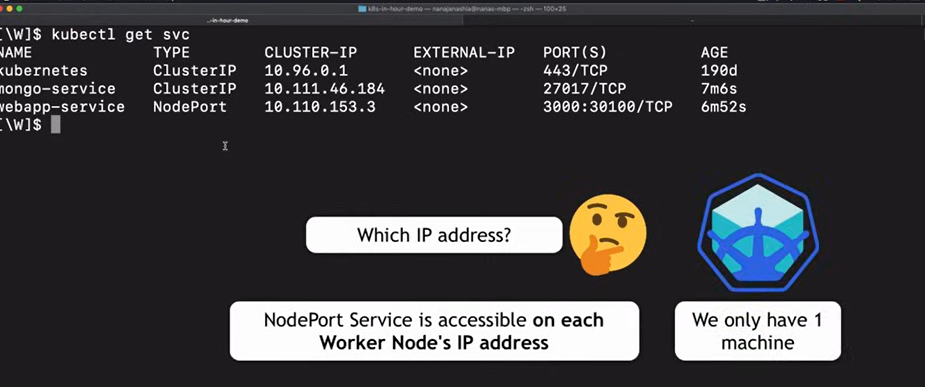 k8s-in-hour-demo — nanajanashia@nanas-mbp — -zsh — 100×25
..-in-hour-demo
[\W]$ kubectl get svc
NAME TYPE CLUSTER-IP EXTERNAL-IP PORT(S) AGE
kubernetes ClusterIP 10.96.0.1 <none> 443/TCP 190d
mongo-service ClusterIP 10.111.46.184 <none> 27017/TCP 7m6s
webapp-service NodePort 10.110.153.3 <none> 3000:30100/TCP 6m52s
[\W]$
Which IP address?
NodePort Service is accessible on each
Worker Node's IP address
We only have 1
machine